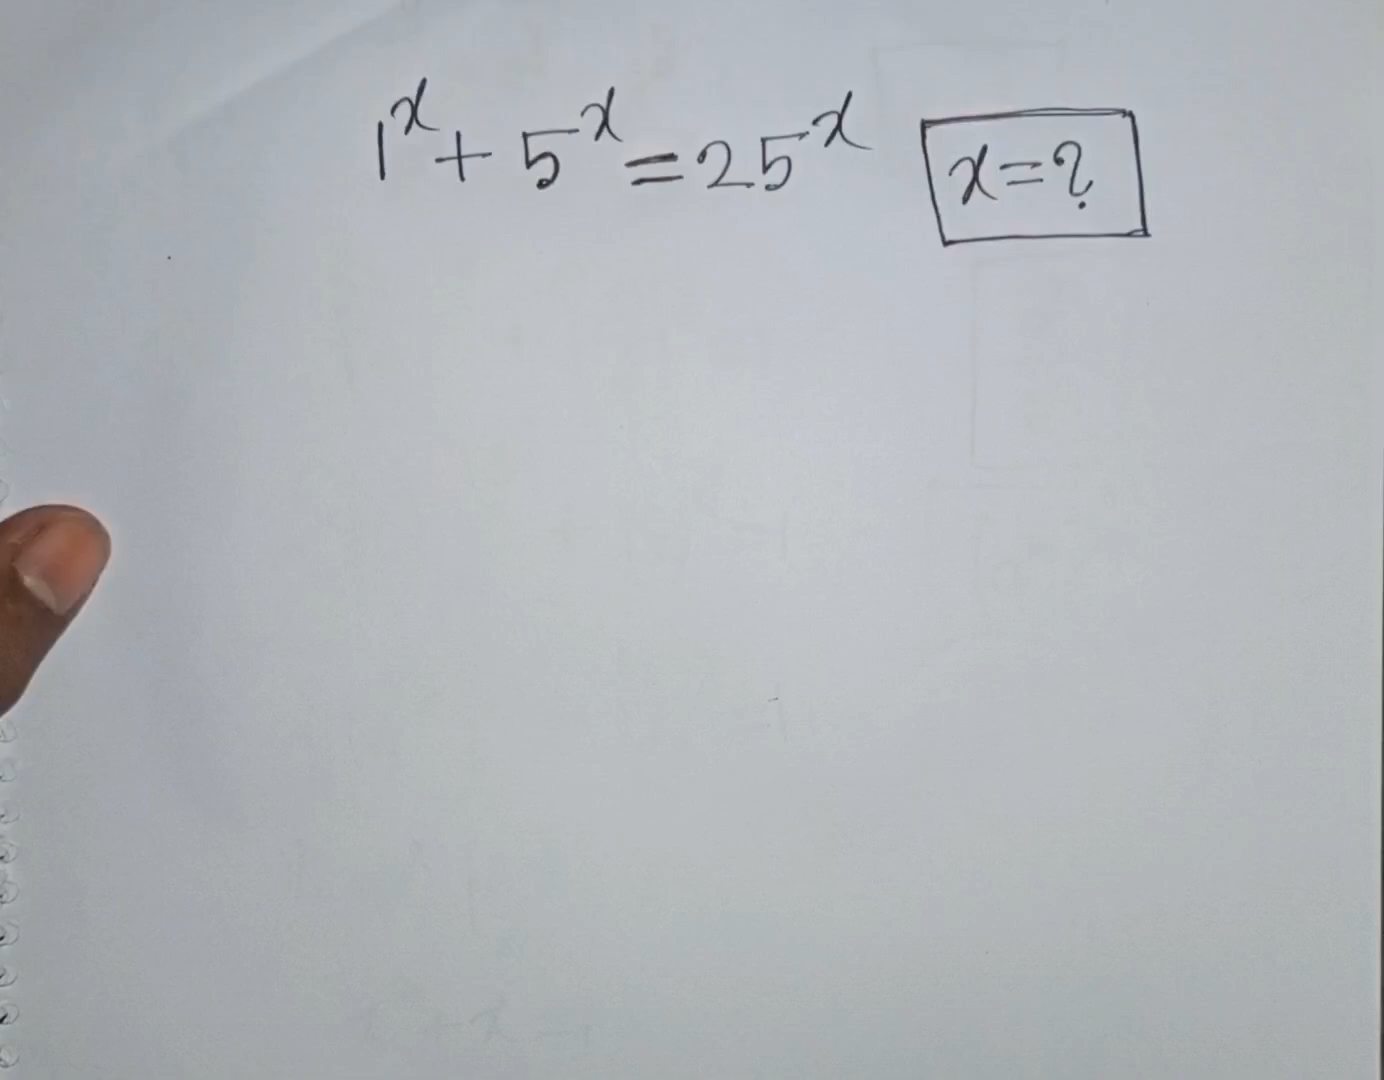 1^x + 5^x = 25^x  x = ?